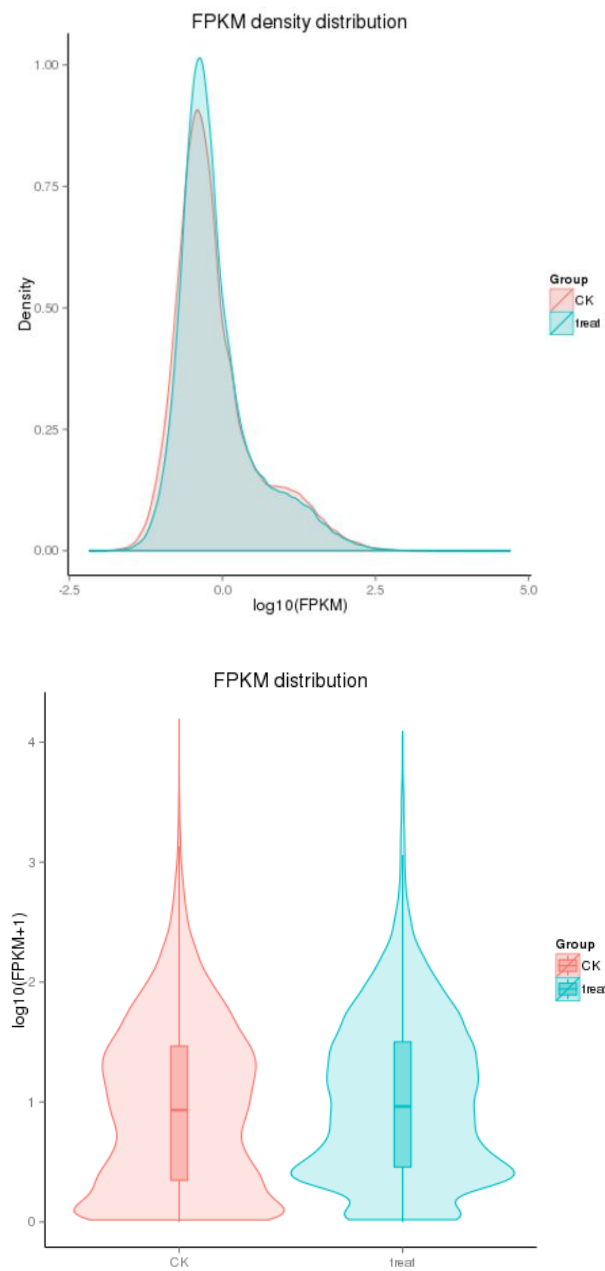 FPKM density distribution
1.00
0.75
0.50
0.25
0.00
Density
-2.5
0.0
2.5
5.0
log10(FPKM)
Group
CK
treat
FPKM distribution
4
3
2
1
0
log10(FPKM+1)
CK
treat
Group
CK
treat